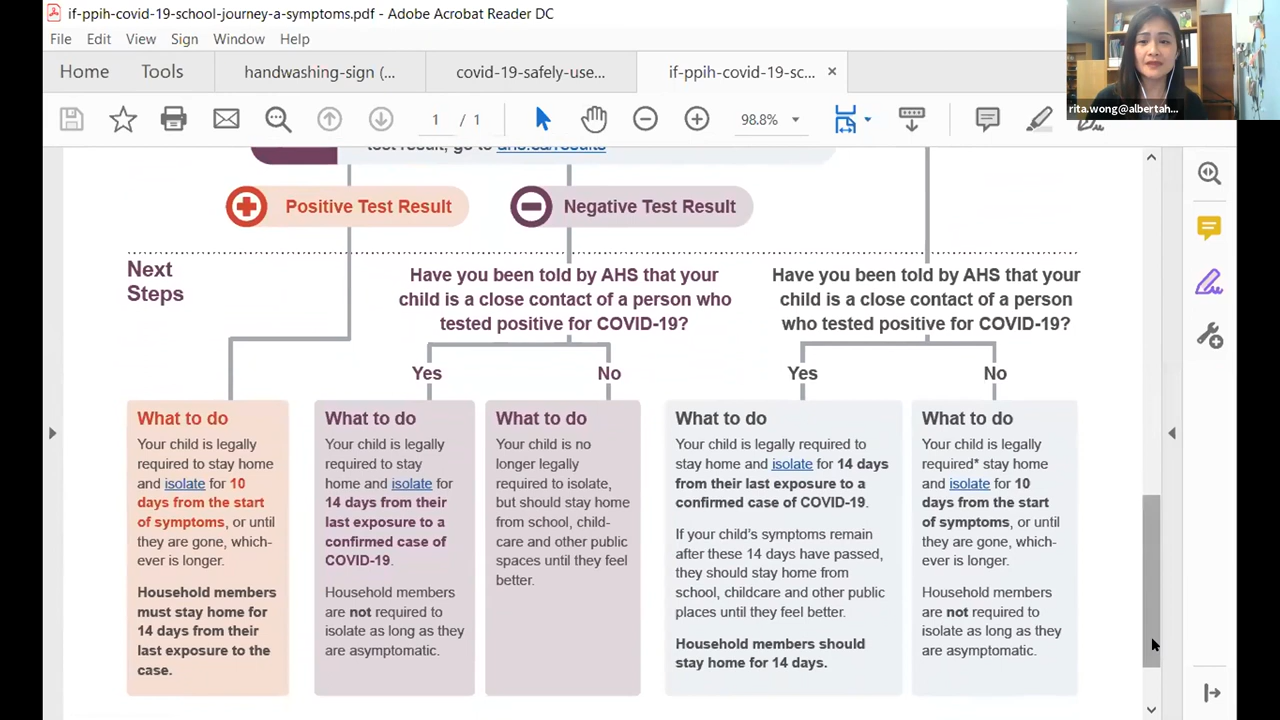 if-ppih-covid-19-school-journey-a-symptoms.pdf - Adobe Acrobat Reader DC
File Edit View Sign Window Help
Home Tools handwashing-sign (... covid-19-safely-use... if-ppih-covid-19-sc... ×
1 / 1 98.8%
rita.wong@albertah...
test result, go to ahs.ca/results
Positive Test Result
Negative Test Result
Next
Steps
Have you been told by AHS that your
child is a close contact of a person who
tested positive for COVID-19?
Have you been told by AHS that your
child is a close contact of a person
who tested positive for COVID-19?
Yes
No
Yes
No
What to do
Your child is legally
required to stay home
and isolate for 10
days from the start
of symptoms, or until
they are gone, which-
ever is longer.
Household members
must stay home for
14 days from their
last exposure to the
case.
What to do
Your child is legally
required to stay
home and isolate for
14 days from their
last exposure to a
confirmed case of
COVID-19.
Household members
are not required to
isolate as long as they
are asymptomatic.
What to do
Your child is no
longer legally
required to isolate,
but should stay home
from school, child-
care and other public
spaces until they feel
better.
What to do
Your child is legally required to
stay home and isolate for 14 days
from their last exposure to a
confirmed case of COVID-19.
If your child's symptoms remain
after these 14 days have passed,
they should stay home from
school, childcare and other public
places until they feel better.
Household members should
stay home for 14 days.
What to do
Your child is legally
required* stay home
and isolate for 10
days from the start
of symptoms, or until
they are gone, which-
ever is longer.
Household members
are not required to
isolate as long as they
are asymptomatic.